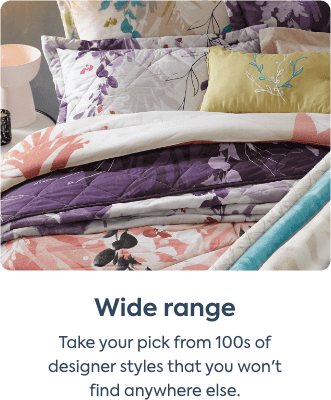 Wide range
Take your pick from 100s of
designer styles that you won't
find anywhere else.